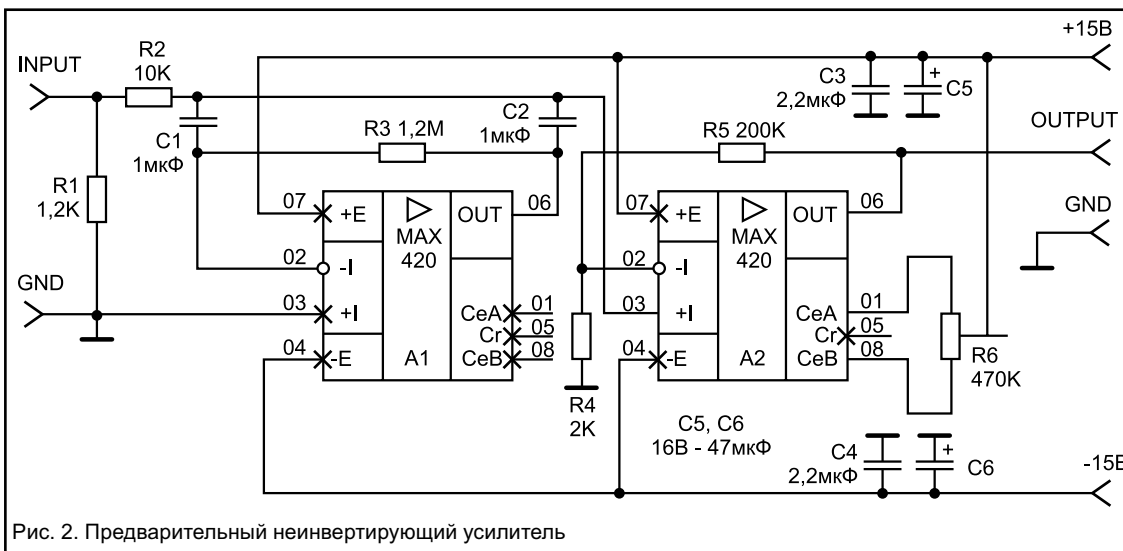 INPUT
R2
10K
C1
1мкФ
R1
1,2K
GND
R3 1,2M
C2
1мкФ
07
+E
02
-I
03
+I
04
-E
MAX
420
A1
OUT
06
CeA
01
Cr
05
CeB
08
R5 200K
R4
2K
07
+E
02
-I
03
+I
04
-E
MAX
420
A2
OUT
06
CeA
01
Cr
05
CeB
08
R6
470K
C3
2,2мкФ
+
C5
+15В
OUTPUT
GND
C5, C6
16В - 47мкФ
C4
2,2мкФ
+
C6
-15В
Рис. 2. Предварительный неинвертирующий усилитель